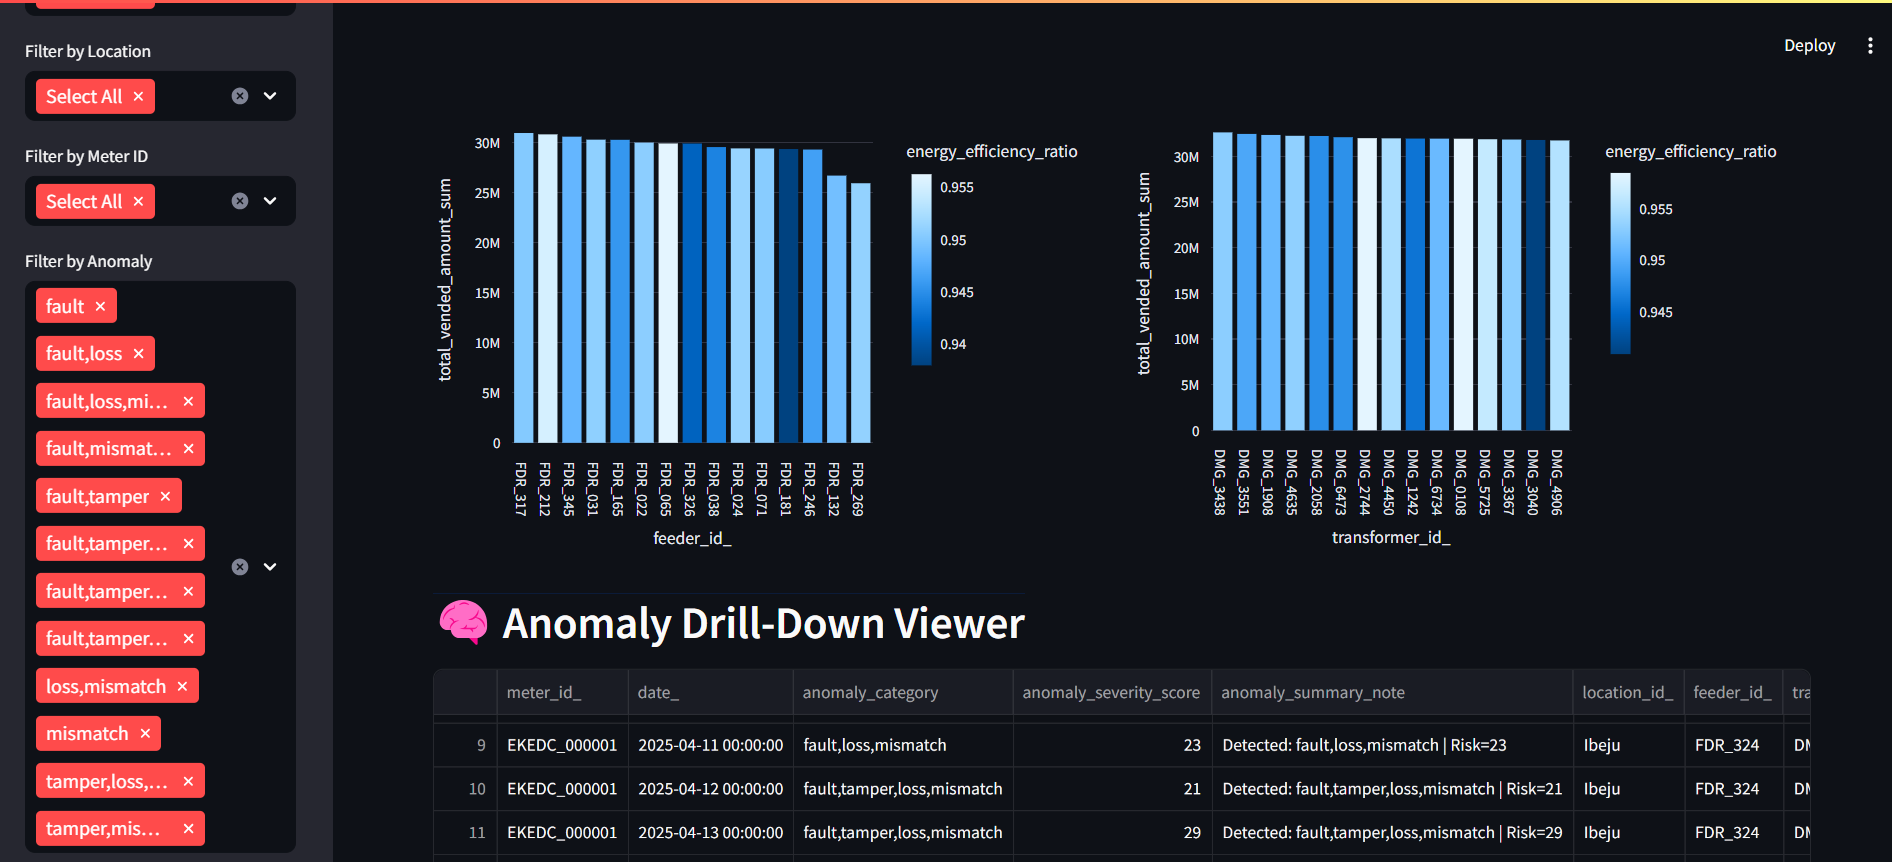 Filter by Location
Select All
Filter by Meter ID
Select All
Filter by Anomaly
fault
fault,loss
fault,loss,mi...
fault,mismat...
fault,tamper
fault,tamper...
fault,tamper...
fault,tamper...
loss,mismatch
mismatch
tamper,loss,...
tamper,mis...
Deploy
total_vended_amount_sum
30M
25M
20M
15M
10M
5M
0
FDR_317
FDR_212
FDR_345
FDR_031
FDR_165
FDR_022
FDR_065
FDR_326
FDR_038
FDR_024
FDR_071
FDR_181
FDR_246
FDR_132
FDR_269
feeder_id_
energy_efficiency_ratio
0.955
0.95
0.945
0.94
total_vended_amount_sum
30M
25M
20M
15M
10M
5M
0
DMG_3438
DMG_3551
DMG_1908
DMG_4635
DMG_2058
DMG_6473
DMG_2744
DMG_4450
DMG_1242
DMG_6734
DMG_0108
DMG_5725
DMG_3367
DMG_3040
DMG_4906
transformer_id_
energy_efficiency_ratio
0.955
0.95
0.945
Anomaly Drill-Down Viewer
meter_id_ date_ anomaly_category anomaly_severity_score anomaly_summary_note location_id_ feeder_id_ tra
9 EKEDC_000001 2025-04-11 00:00:00 fault,loss,mismatch 23 Detected: fault,loss,mismatch | Risk=23 Ibeju FDR_324
10 EKEDC_000001 2025-04-12 00:00:00 fault,tamper,loss,mismatch 21 Detected: fault,tamper,loss,mismatch | Risk=21 Ibeju FDR_324
11 EKEDC_000001 2025-04-13 00:00:00 fault,tamper,loss,mismatch 29 Detected: fault,tamper,loss,mismatch | Risk=29 Ibeju FDR_324